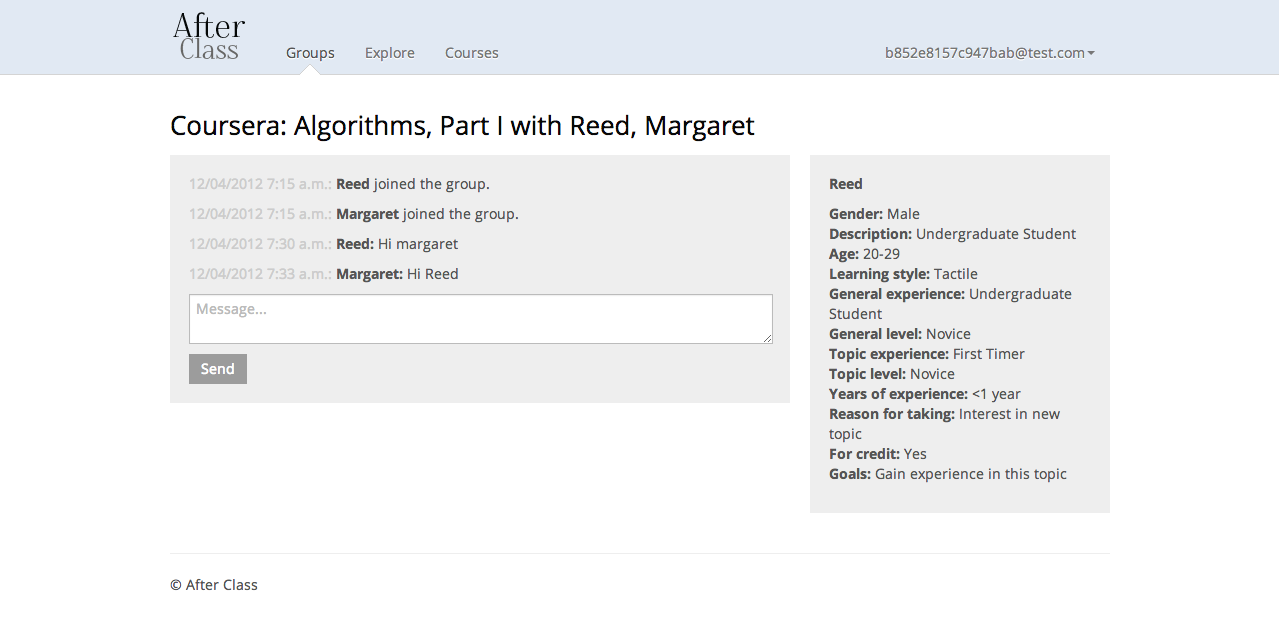 After
Class
Groups Explore Courses b852e8157c947bab@test.com
Coursera: Algorithms, Part I with Reed, Margaret
12/04/2012 7:15 a.m.: Reed joined the group.
12/04/2012 7:15 a.m.: Margaret joined the group.
12/04/2012 7:30 a.m.: Reed: Hi margaret
12/04/2012 7:33 a.m.: Margaret: Hi Reed
Message...
Send
Reed
Gender: Male
Description: Undergraduate Student
Age: 20-29
Learning style: Tactile
General experience: Undergraduate
Student
General level: Novice
Topic experience: First Timer
Topic level: Novice
Years of experience: <1 year
Reason for taking: Interest in new
topic
For credit: Yes
Goals: Gain experience in this topic
© After Class